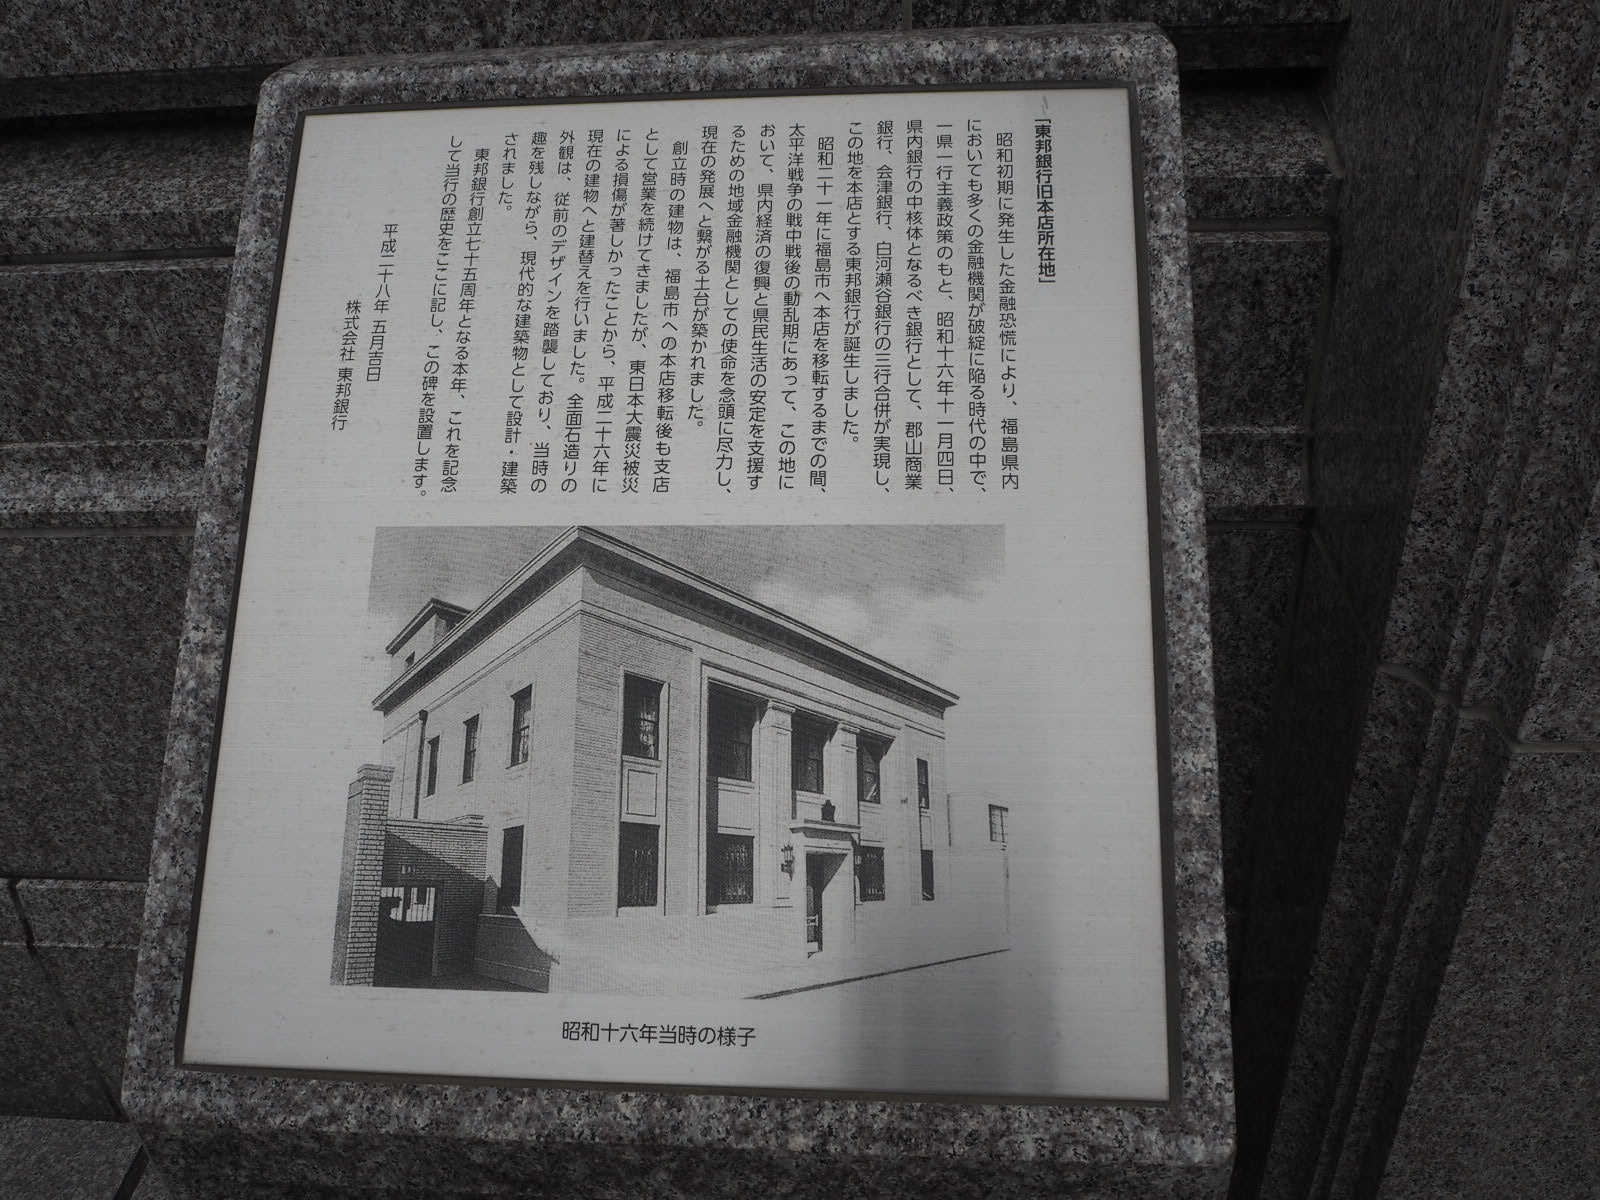 「東邦銀行旧本店所在地」
昭和初期に発生した金融恐慌により、福島県内
においても多くの金融機関が破綻に陥る時代の中で、
一県一行主義政策のもと、昭和十六年十一月四日、
県内銀行の中核体となるべき銀行として、郡山商業
銀行、会津銀行、白河瀬谷銀行の三行合併が実現し、
この地を本店とする東邦銀行が誕生しました。
昭和二十一年に福島市へ本店を移転するまでの間、
太平洋戦争の戦中戦後の動乱期にあって、この地に
おいて、県内経済の復興と県民生活の安定を支援す
るための地域金融機関としての使命を念頭に尽力し、
現在の発展へと繋がる土台が築かれました。
創立時の建物は、福島市への本店移転後も支店
として営業を続けてきましたが、東日本大震災被災
による損傷が著しかったことから、平成二十六年に
現在の建物へと建替えを行いました。全面石造りの
外観は、従前のデザインを踏襲しており、当時の
趣を残しながら、現代的な建築物として設計・建築
されました。
東邦銀行創立七十五周年となる本年、これを記念
して当行の歴史をここに記し、この碑を設置します。
平成二十八年 五月吉日
株式会社 東邦銀行
昭和十六年当時の様子